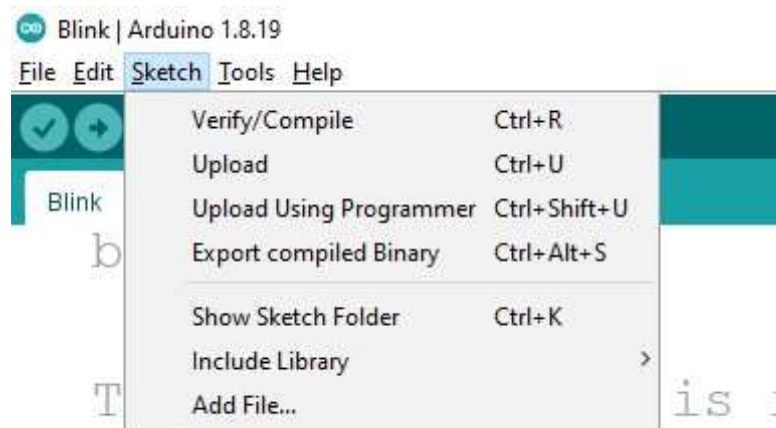 Blink | Arduino 1.8.19
File Edit Sketch Tools Help
Verify/Compile Ctrl+R
Upload Ctrl+U
Blink
Upload Using Programmer Ctrl+Shift+U
b
Export compiled Binary Ctrl+Alt+S
Show Sketch Folder Ctrl+K
Include Library >
T
Add File...
is